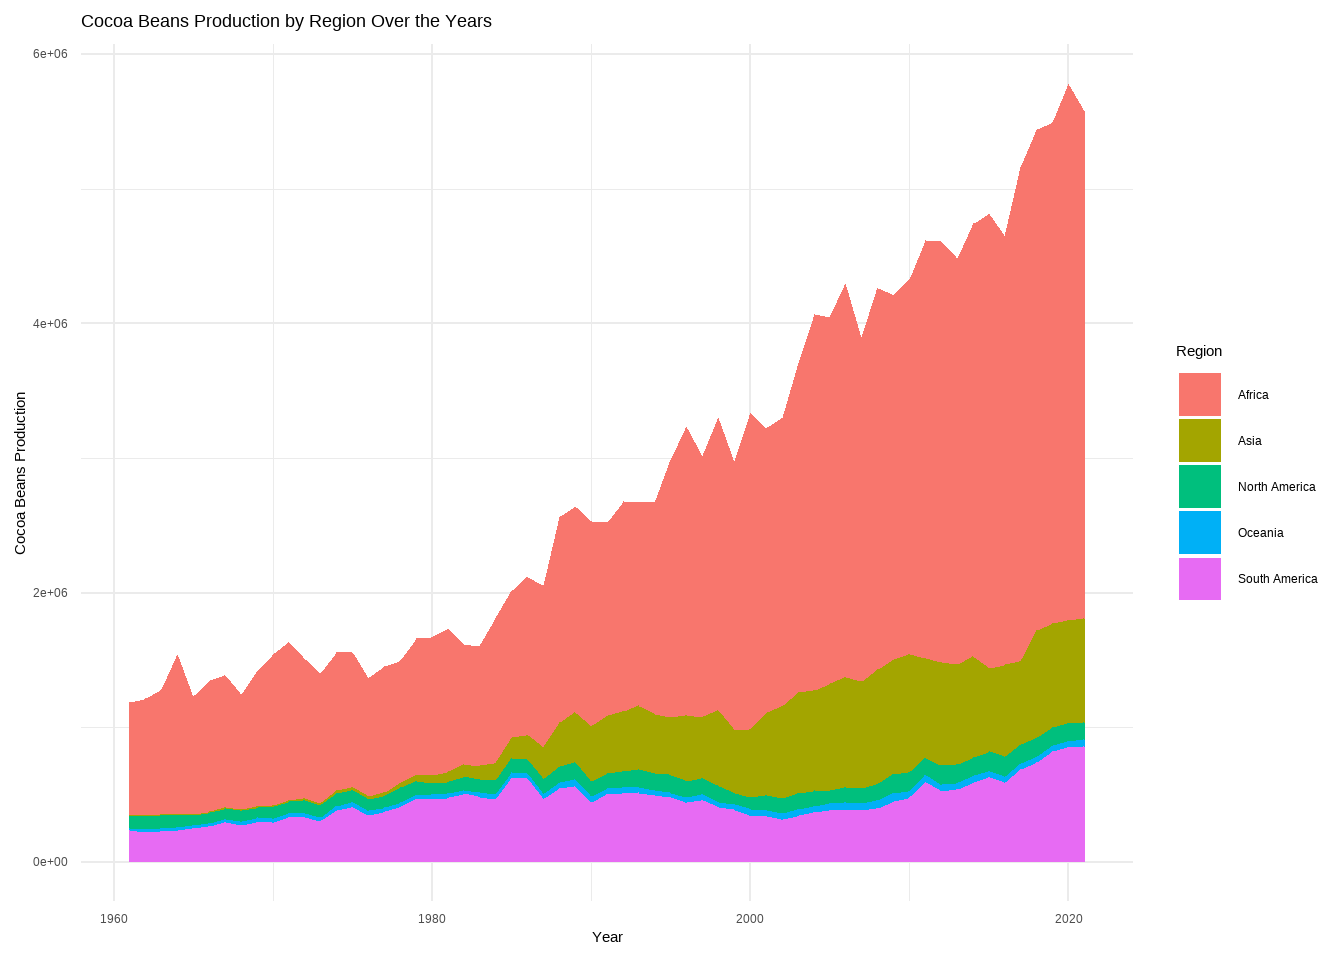 Cocoa Beans Production by Region Over the Years
6e+06
4e+06
2e+06
0e+00
Cocoa Beans Production
1960
1980
2000
2020
Year
Region
Africa
Asia
North America
Oceania
South America